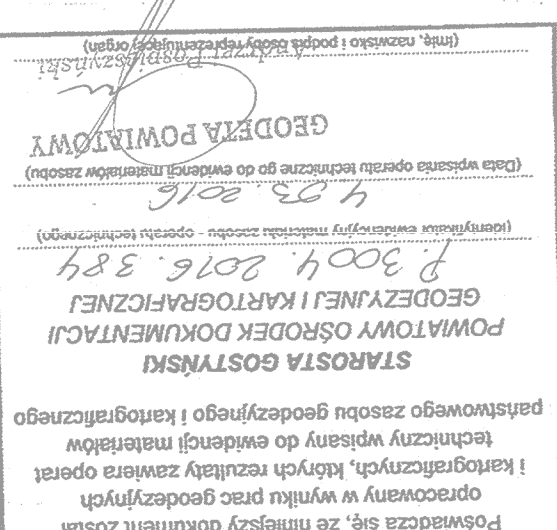 Poświadcza się, że niniejszy dokument został
opracowany w wyniku prac geodezyjnych
i kartograficznych, których rezultaty zawiera operat
techniczny wpisany do ewidencji materiałów
państwowego zasobu geodezyjnego i kartograficznego
STAROSTA GOSTYŃSKI
POWIATOWY OŚRODEK DOKUMENTACJI
GEODEZYJNEJ I KARTOGRAFICZNEJ
P. 3004. 2016. 384
(identyfikator ewidencyjny materiału zasobu - operatu technicznego)
4.03.2016
(Data wpisania operatu technicznego do ewidencji materiałów zasobu)
GEODETA POWIATOWY
(Imię, nazwisko i podpis osoby reprezentującej organ)